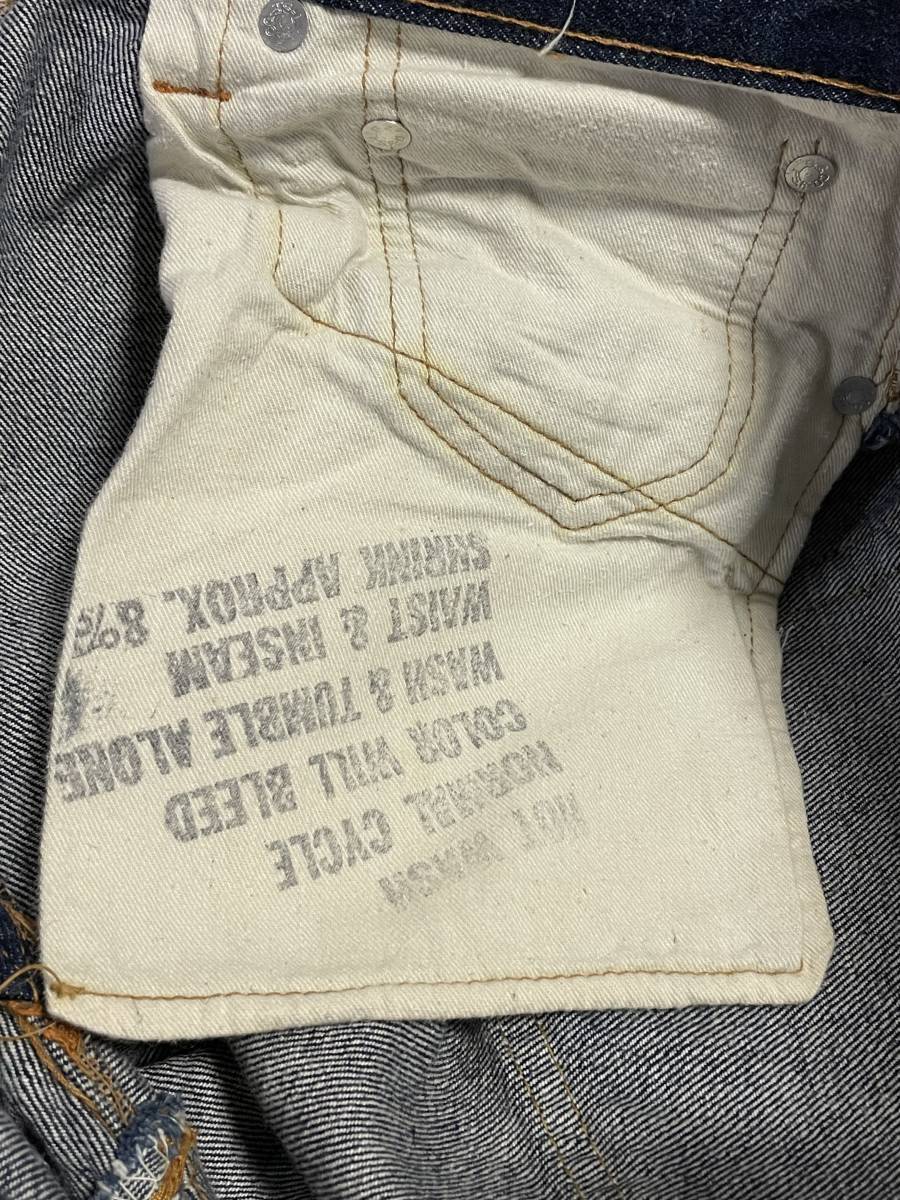 HOT WASH
NORMAL CYCLE
COLOR WILL BLEED
WASH & TUMBLE ALONE
WAIST & INSEAM
SHRINK APPROX. 8%